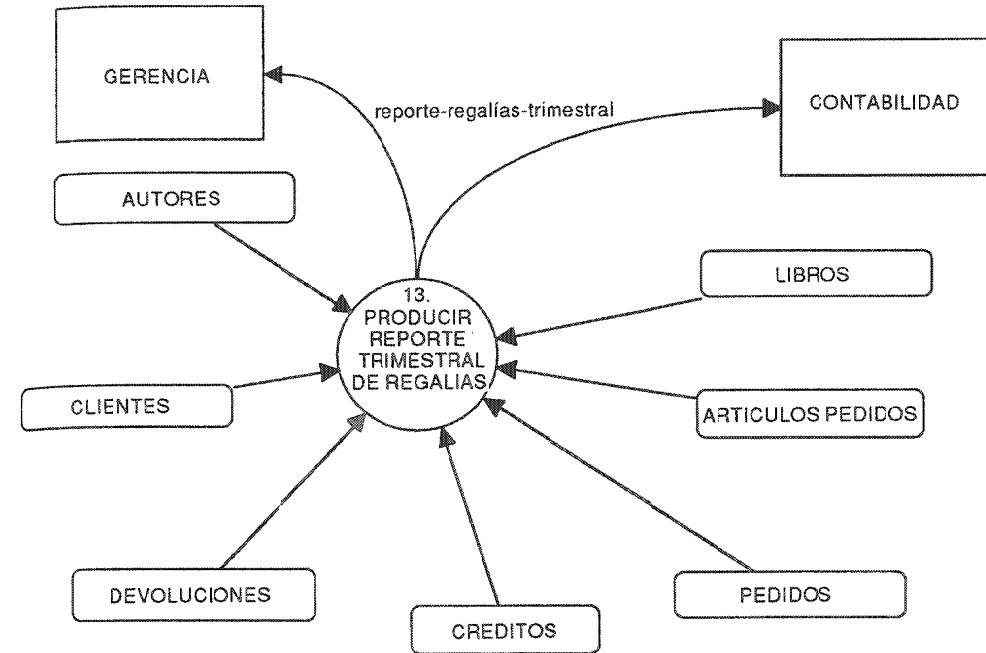 GERENCIA
CONTABILIDAD
reporte-regalías-trimestral
AUTORES
LIBROS
13.
PRODUCIR
REPORTE
TRIMESTRAL
DE REGALIAS
CLIENTES
ARTICULOS PEDIDOS
DEVOLUCIONES
PEDIDOS
CREDITOS